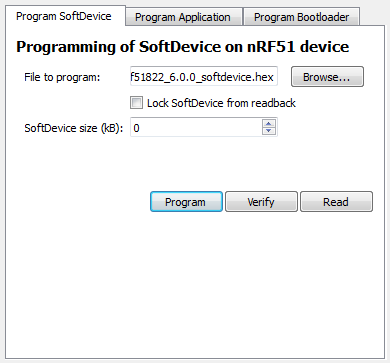 Program SoftDevice Program Application Program Bootloader
Programming of SoftDevice on nRF51 device
File to program: f51822_6.0.0_softdevice.hex Browse...
Lock SoftDevice from readback
SoftDevice size (kB): 0
Program Verify Read